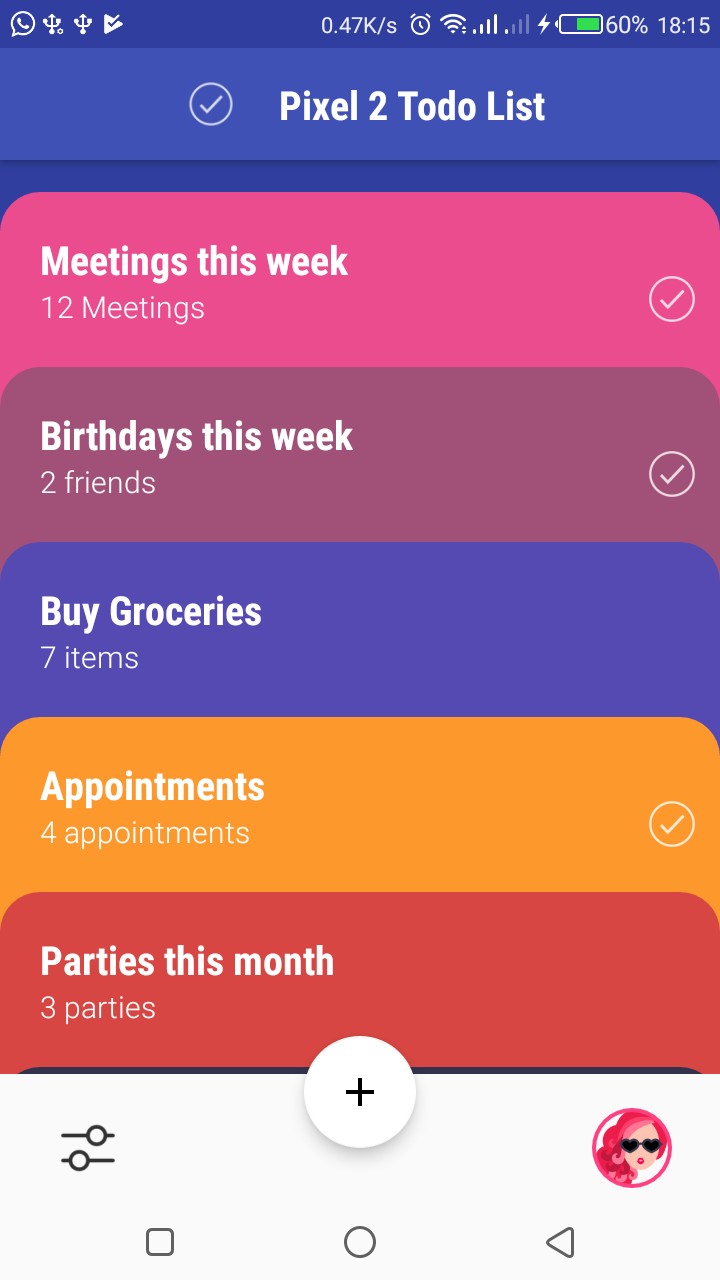 0.47K/s 60% 18:15
Pixel 2 Todo List
Meetings this week
12 Meetings
Birthdays this week
2 friends
Buy Groceries
7 items
Appointments
4 appointments
Parties this month
3 parties